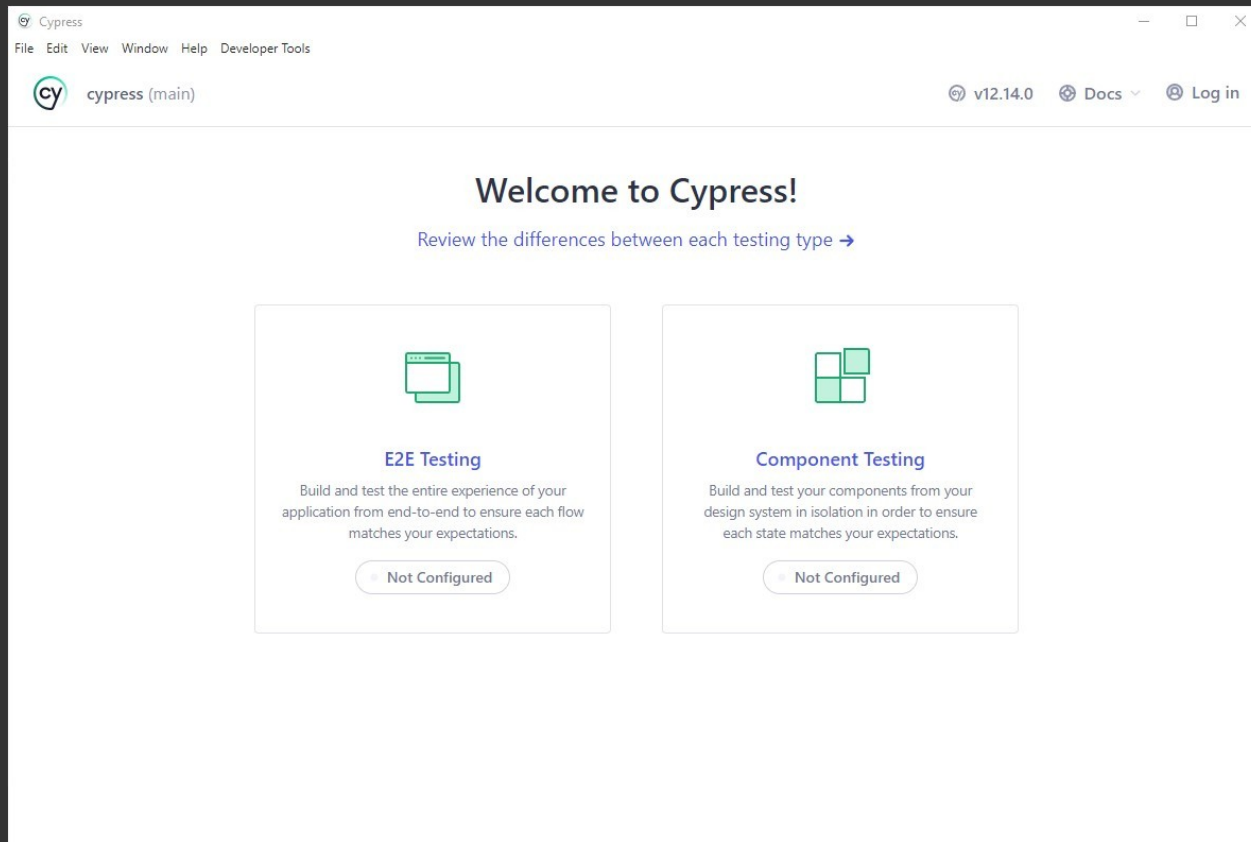 Cypress
File Edit View Window Help Developer Tools
cy cypress (main) v12.14.0 Docs Log in
Welcome to Cypress!
Review the differences between each testing type →
E2E Testing
Build and test the entire experience of your
application from end-to-end to ensure each flow
matches your expectations.
Not Configured
Component Testing
Build and test your components from your
design system in isolation in order to ensure
each state matches your expectations.
Not Configured